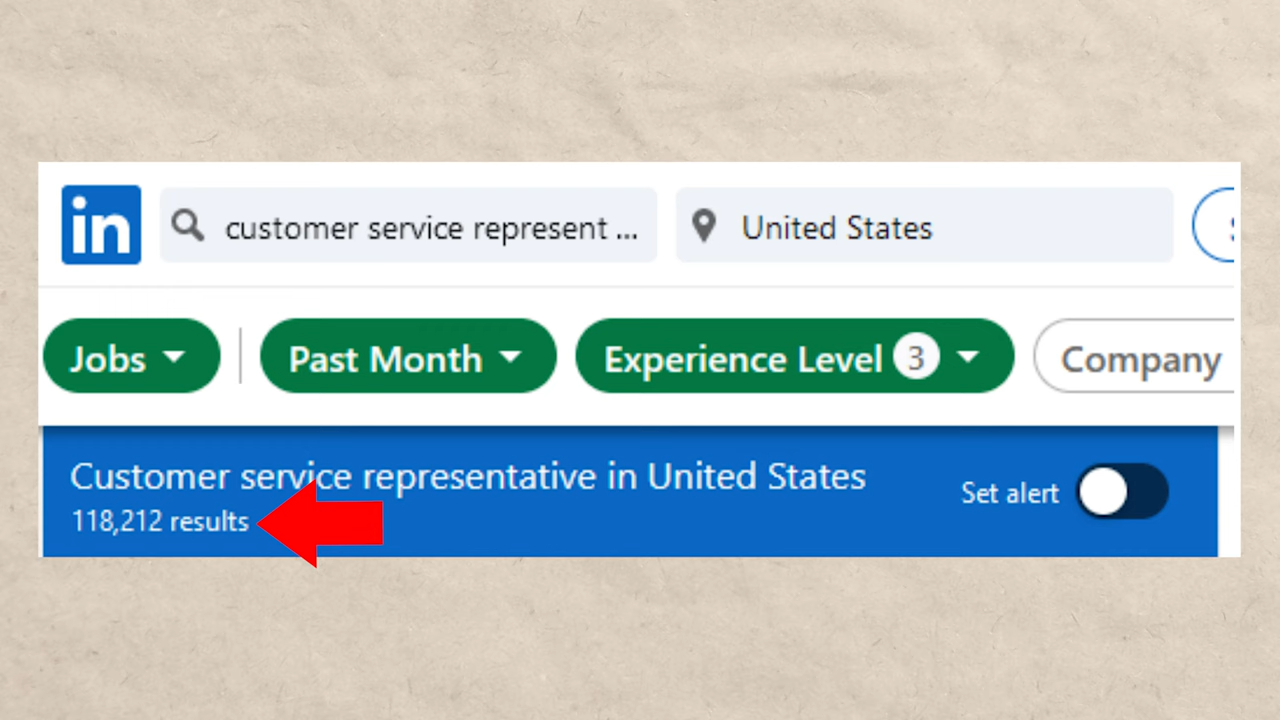 in customer service represent ... United States
Jobs Past Month Experience Level 3 Company
Customer service representative in United States
118,212 results
Set alert